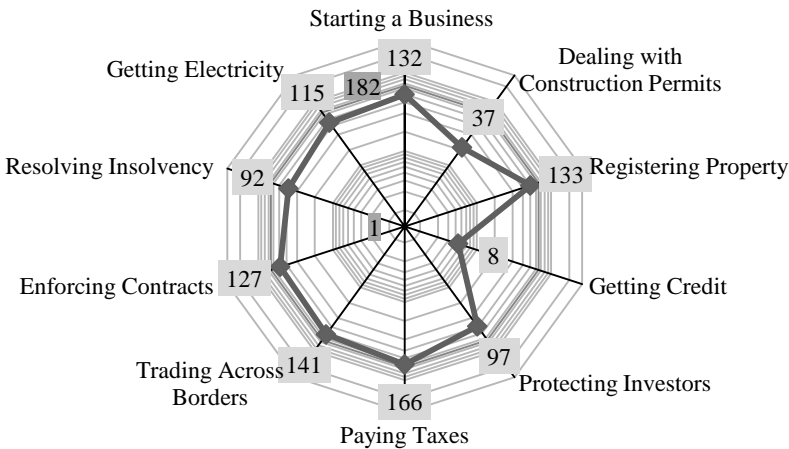 Starting a Business
132
Dealing with
Construction Permits
37
Registering Property
133
Getting Credit
8
Protecting Investors
97
Paying Taxes
166
Trading Across
Borders
141
Enforcing Contracts
127
Resolving Insolvency
92
Getting Electricity
115
182
1